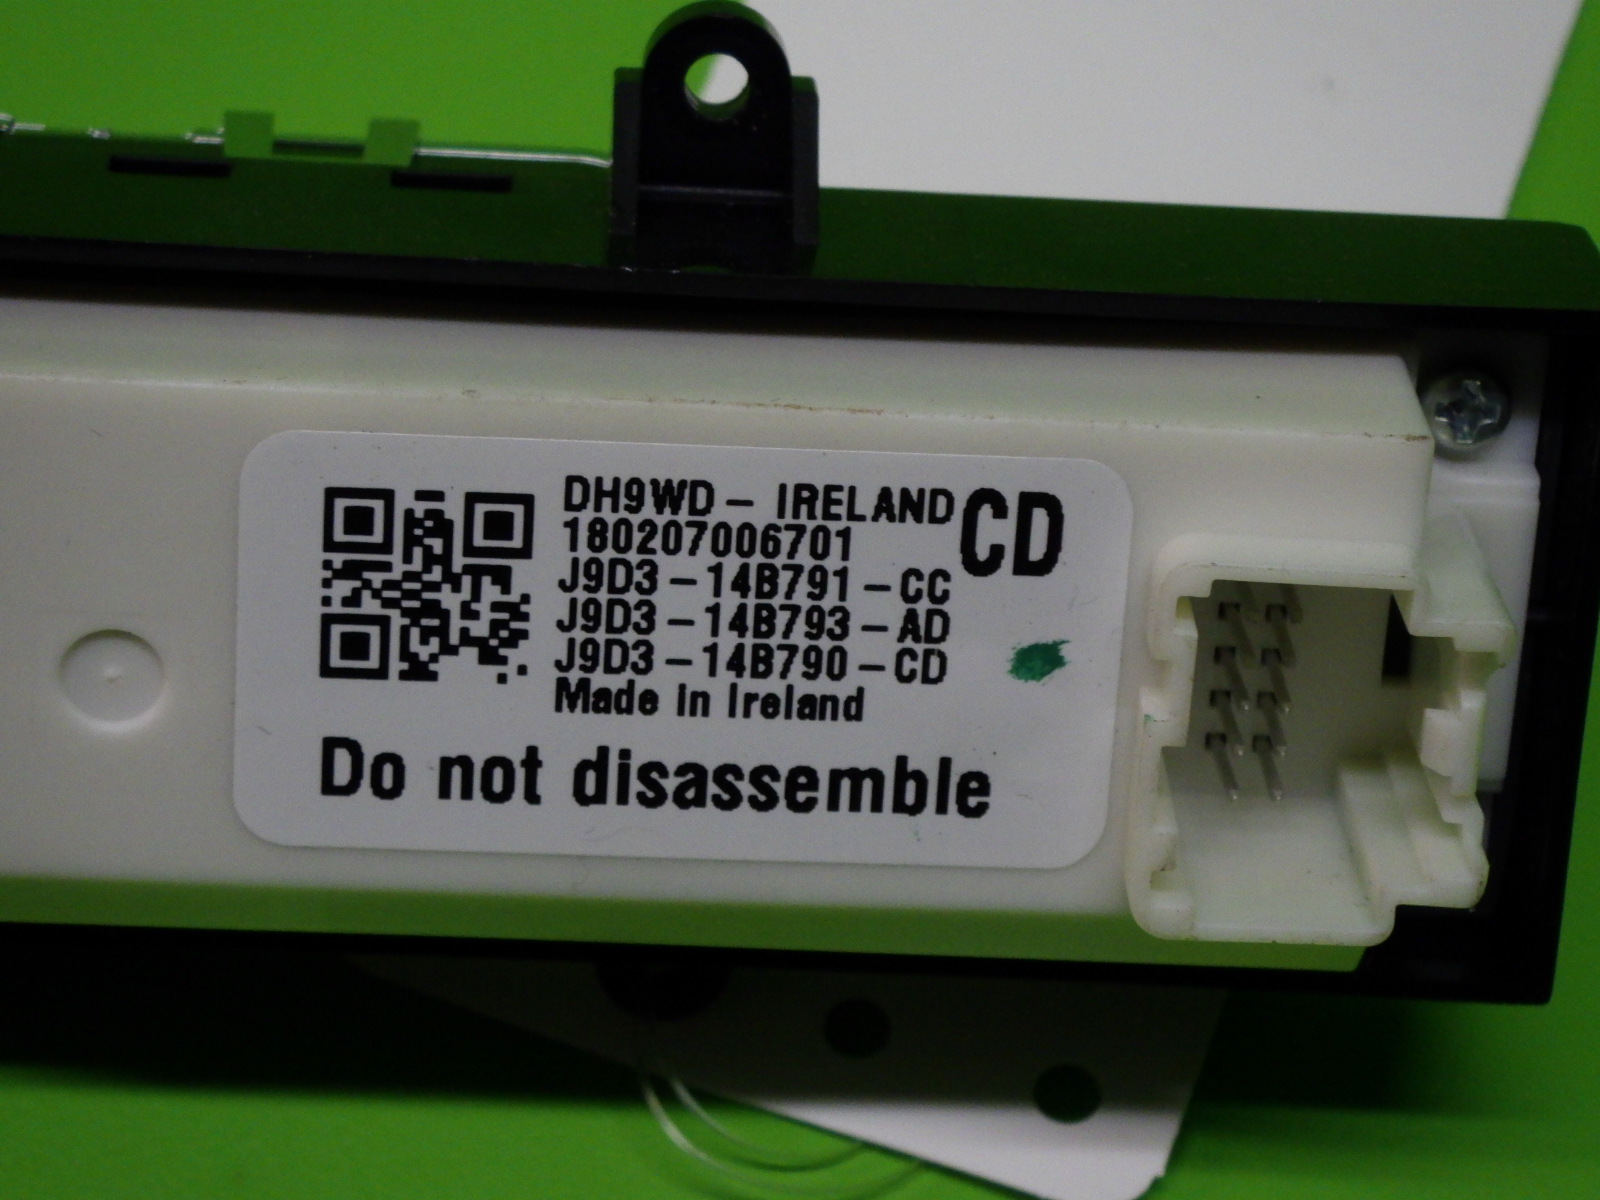 DH9WD - IRELAND CD
180207006701
J9D3-14B791-CC
J9D3-14B793-AD
J9D3-14B790-CD
Made in Ireland
Do not disassemble